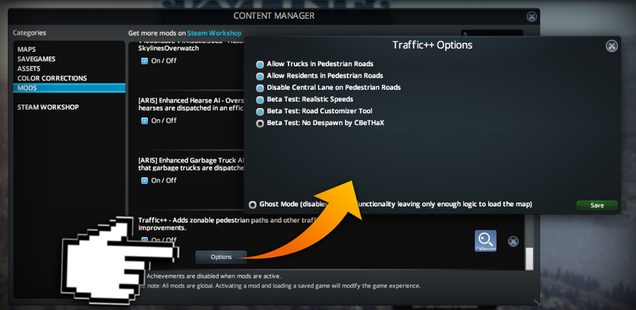 CONTENT MANAGER
Categories
MAPS
SAVEGAMES
ASSETS
COLOR CORRECTIONS
MODS
STEAM WORKSHOP
Get more mods on Steam Workshop
SkylinesOverwatch
On / Off
[ARIS] Enhanced Hearse AI - Overs
hearses are dispatched in an effic
On / Off
[ARIS] Enhanced Garbage Truck AI
that garbage trucks are dispatche
On / Off
Traffic++ - Adds zonable pedestrian paths and other traff
improvements.
On / Off
Options
Achievements are disabled when mods are active.
note: All mods are global. Activating a mod and loading a saved game will modify the game experience.
Traffic++ Options
Allow Trucks in Pedestrian Roads
Allow Residents in Pedestrian Roads
Disable Central Lane on Pedestrian Roads
Beta Test: Realistic Speeds
Beta Test: Road Customizer Tool
Beta Test: No Despawn by CBeTHaX
Ghost Mode (disables functionality leaving only enough logic to load the map)
Save